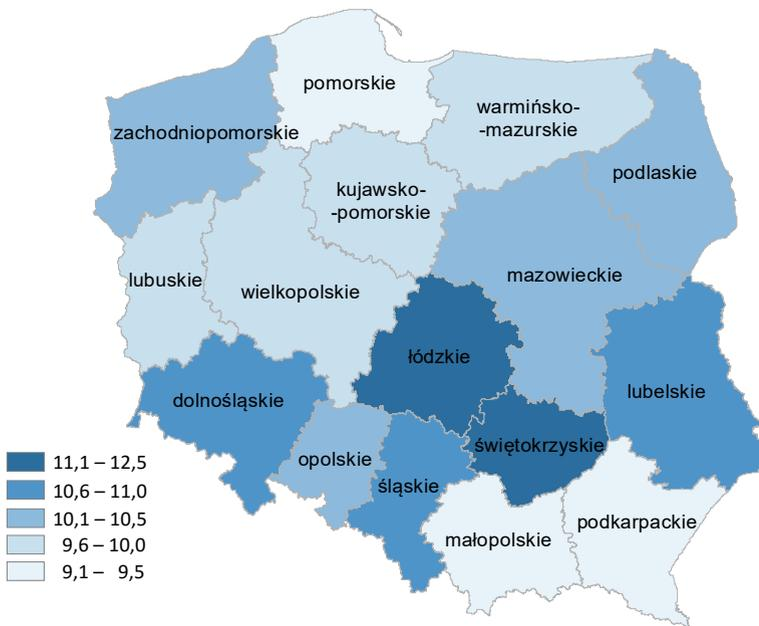 pomorskie
warmińsko-
-mazurskie
zachodniopomorskie
podlaskie
kujawsko-
-pomorskie
mazowieckie
lubuskie
wielkopolskie
łódzkie
lubelskie
dolnośląskie
świętokrzyskie
opolskie
śląskie
podkarpackie
małopolskie
11,1 – 12,5
10,6 – 11,0
10,1 – 10,5
9,6 – 10,0
9,1 – 9,5